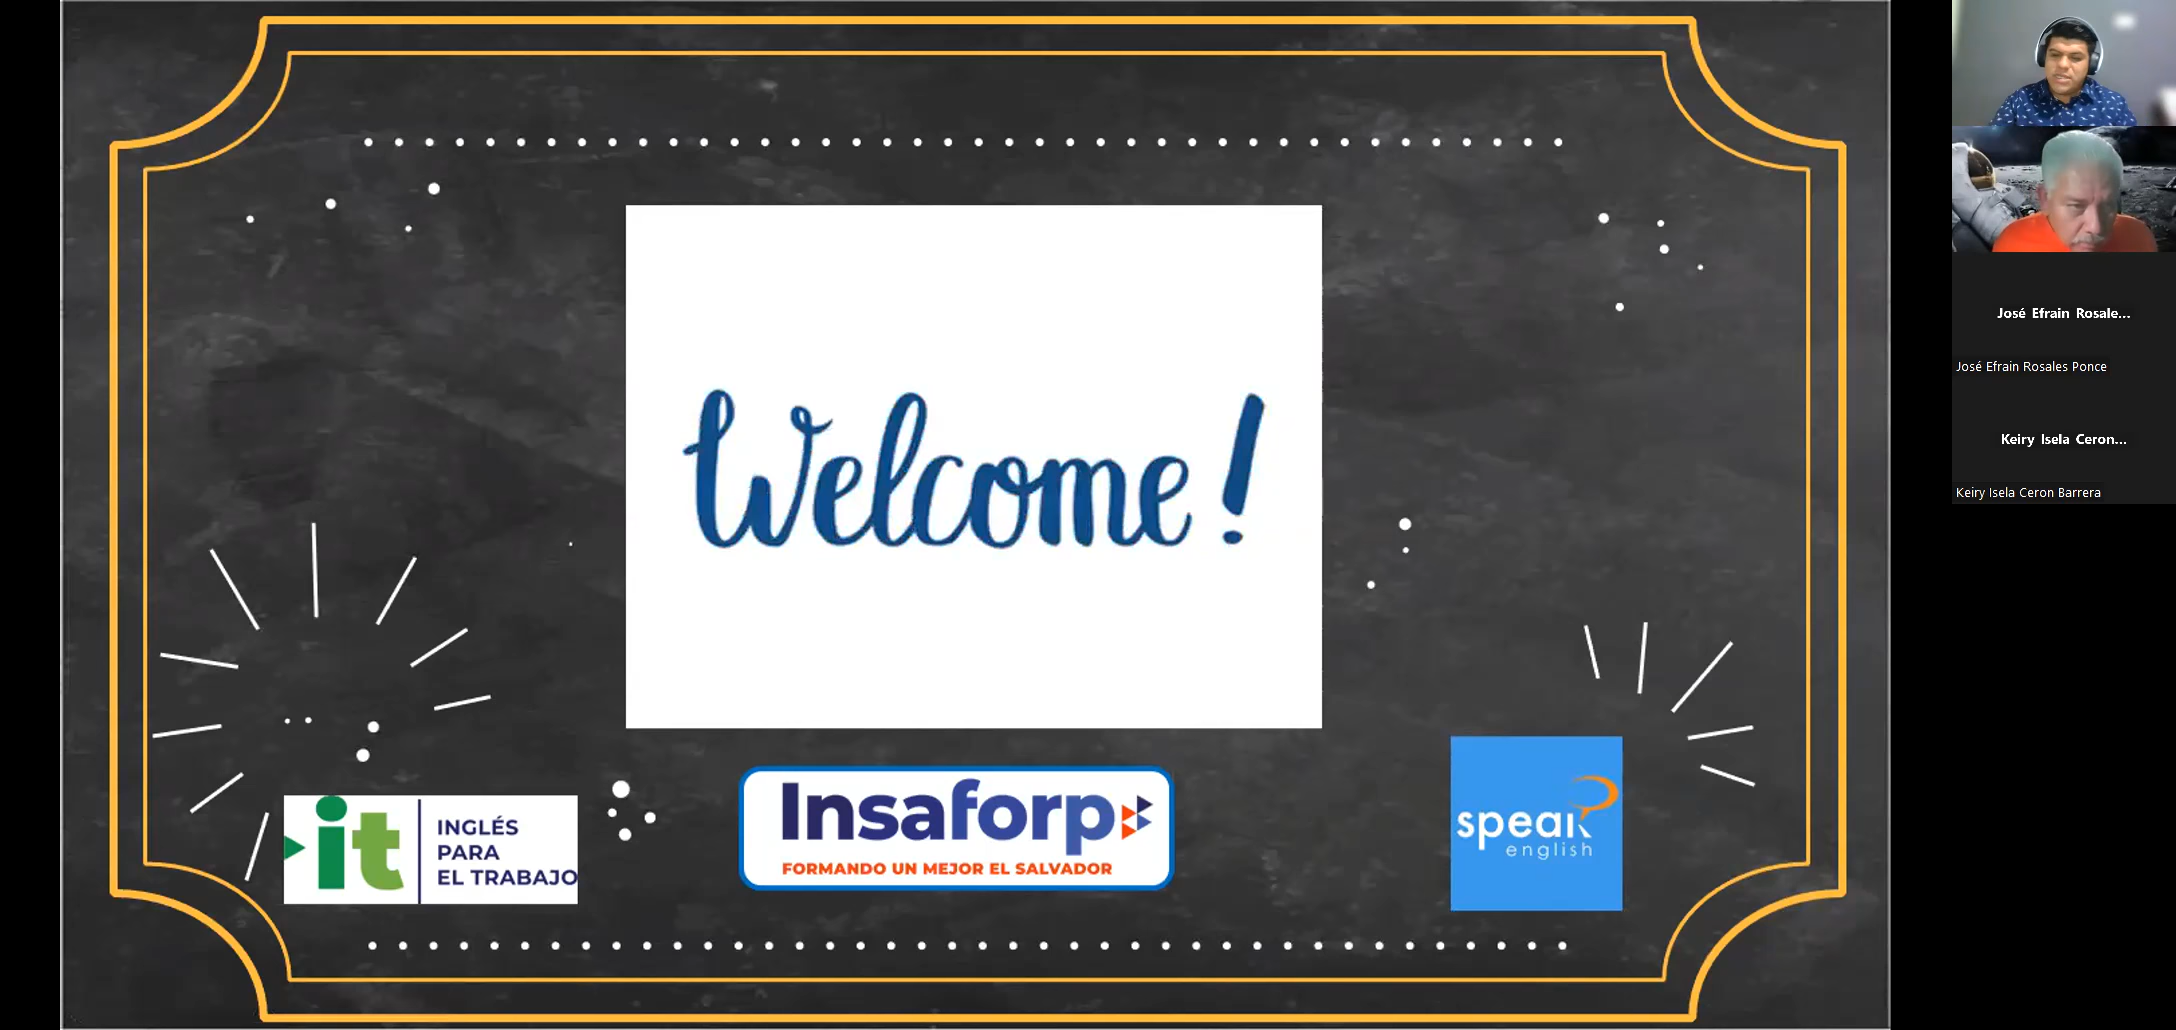 Welcome!
it
INGLÉS
PARA
EL TRABAJO
Insaforp
FORMANDO UN MEJOR EL SALVADOR
speak
english
José Efrain Rosale...
José Efrain Rosales Ponce
Keiry Isela Ceron...
Keiry Isela Ceron Barrera